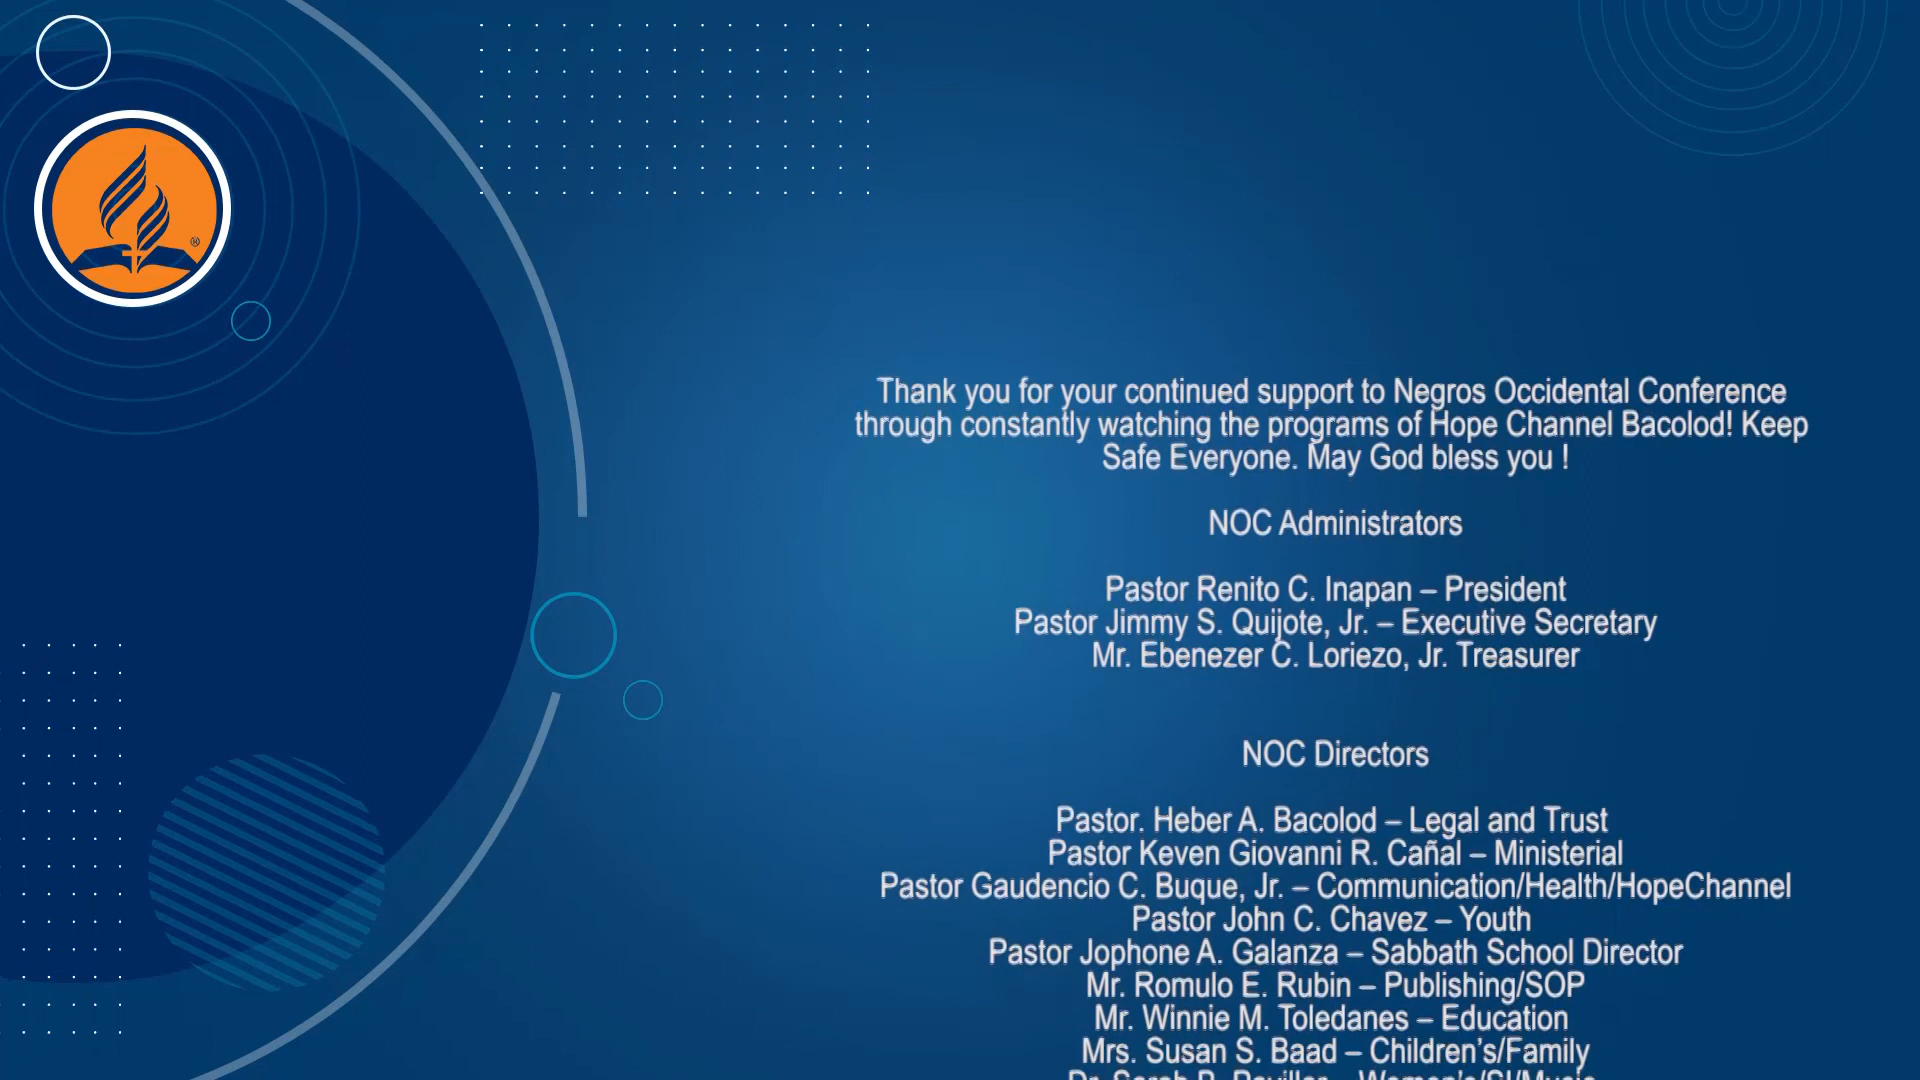 Thank you for your continued support to Negros Occidental Conference
through constantly watching the programs of Hope Channel Bacolod! Keep
Safe Everyone. May God bless you !
NOC Administrators
Pastor Renito C. Inapan – President
Pastor Jimmy S. Quijote, Jr. – Executive Secretary
Mr. Ebenezer C. Loriezo, Jr. Treasurer
NOC Directors
Pastor. Heber A. Bacolod – Legal and Trust
Pastor Keven Giovanni R. Cañal – Ministerial
Pastor Gaudencio C. Buque, Jr. – Communication/Health/HopeChannel
Pastor John C. Chavez – Youth
Pastor Jophone A. Galanza – Sabbath School Director
Mr. Romulo E. Rubin – Publishing/SOP
Mr. Winnie M. Toledanes – Education
Mrs. Susan S. Baad – Children's/Family